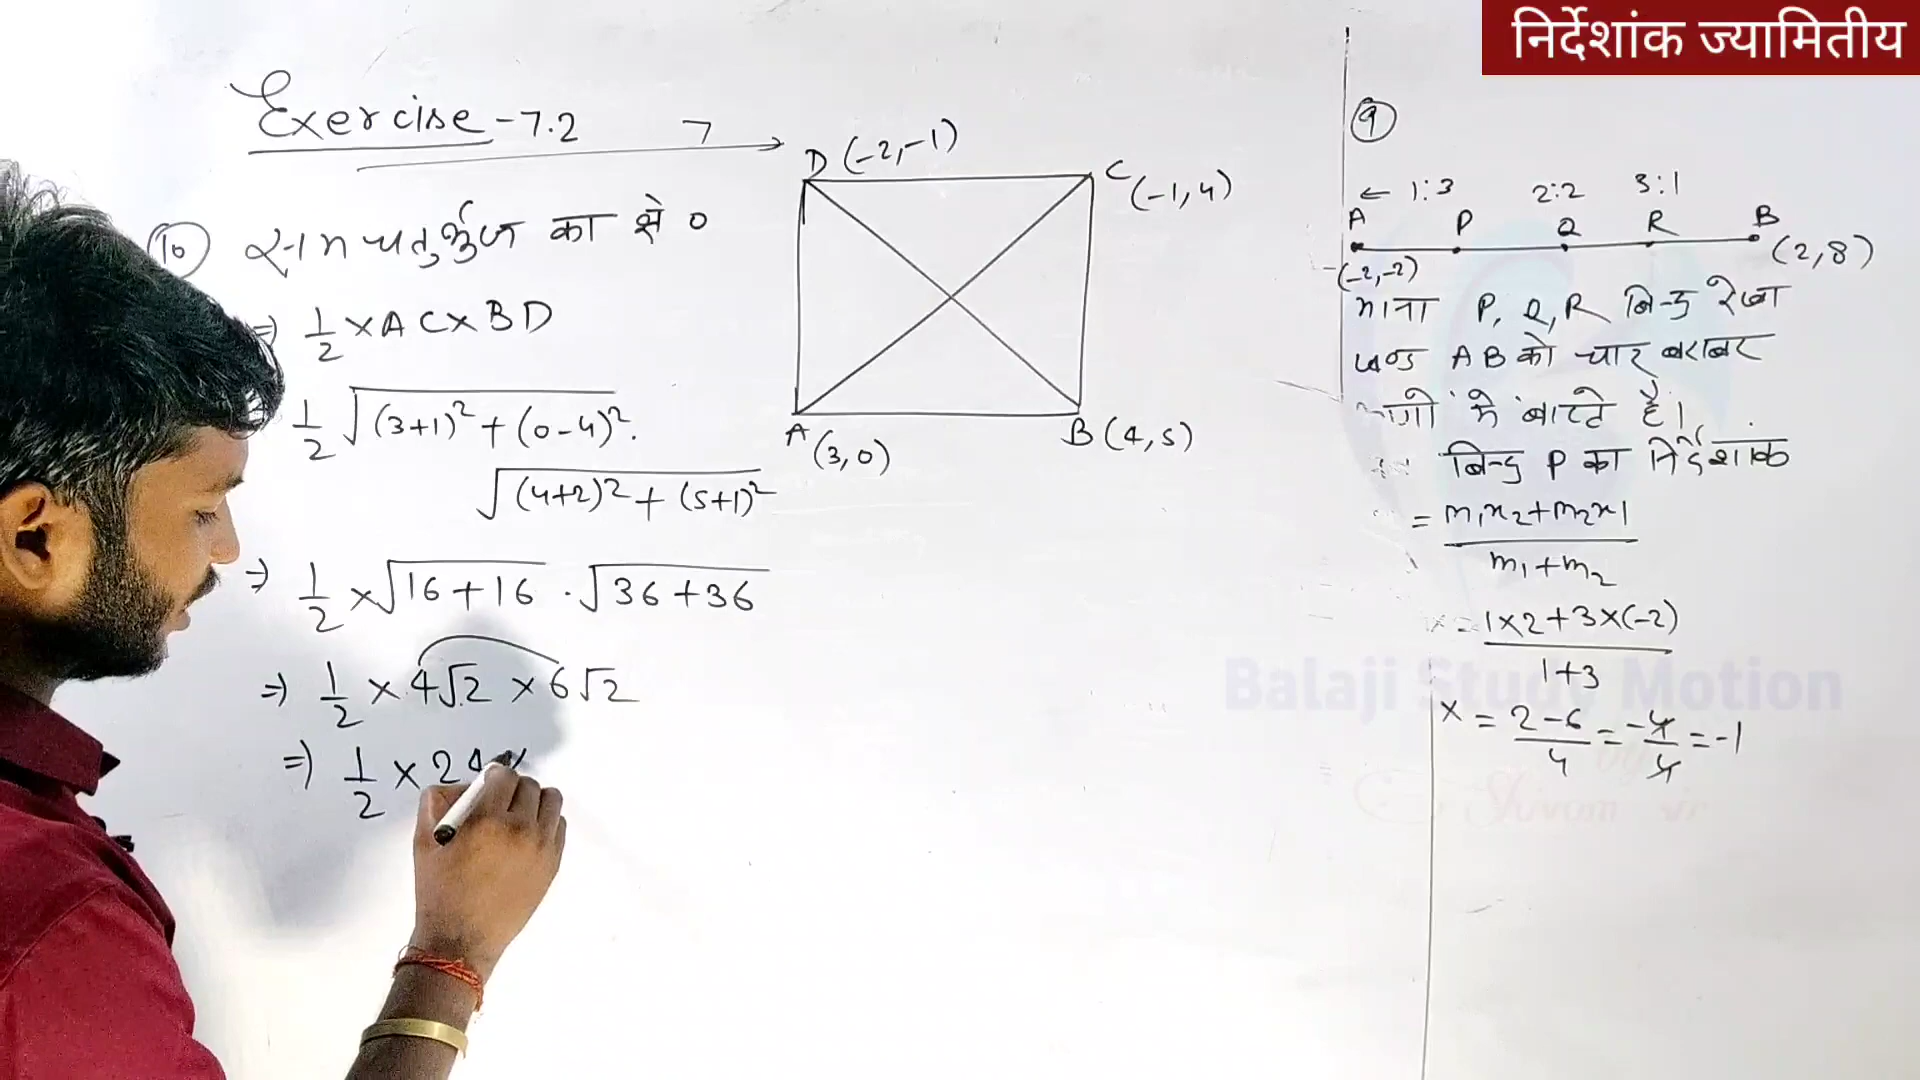 निर्देशांक ज्यामितीय
Exercise - 7.2 7 →
(10) चतुर्भुज का क्षे०
⇒ 1/2 × AC × BD
1/2 √((3+1)² + (0-4)²) .
√((4+2)² + (5+1)²)
⇒ 1/2 × √(16+16) . √(36+36)
⇒ 1/2 × 4√2 × 6√2
⇒ 1/2 × 24 ×
D (-2,-1)
C (-1,4)
A (3,0)
B (4,5)
(9)
← 1:3 2:2 3:1
A P Q R B
(-2,-2) (2,8)
माना P, Q, R बिन्दु रेखा
खण्ड AB को चार बराबर
में बाटते है।
बिन्दु P का निर्देशांक
= (m₁x₂+m₂x₁)/(m₁+m₂)
= (1×2+3×(-2))/(1+3)
x = (2-6)/4 = -4/4 = -1
Balaji Study Motion
by
Shivam sir